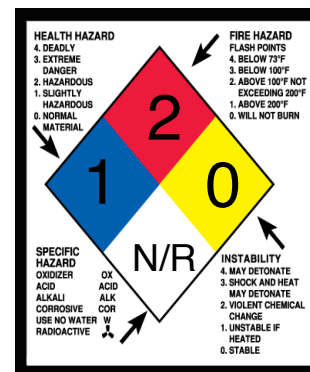 HEALTH HAZARD
4. DEADLY
3. EXTREME
DANGER
2. HAZARDOUS
1. SLIGHTLY
HAZARDOUS
0. NORMAL
MATERIAL
FIRE HAZARD
FLASH POINTS
4. BELOW 73°F
3. BELOW 100°F
2. ABOVE 100°F NOT
EXCEEDING 200°F
1. ABOVE 200°F
0. WILL NOT BURN
2
1
0
N/R
SPECIFIC
HAZARD
OXIDIZER OX
ACID ACID
ALKALI ALK
CORROSIVE COR
USE NO WATER W
RADIOACTIVE
INSTABILITY
4. MAY DETONATE
3. SHOCK AND HEAT
MAY DETONATE
2. VIOLENT CHEMICAL
CHANGE
1. UNSTABLE IF
HEATED
0. STABLE